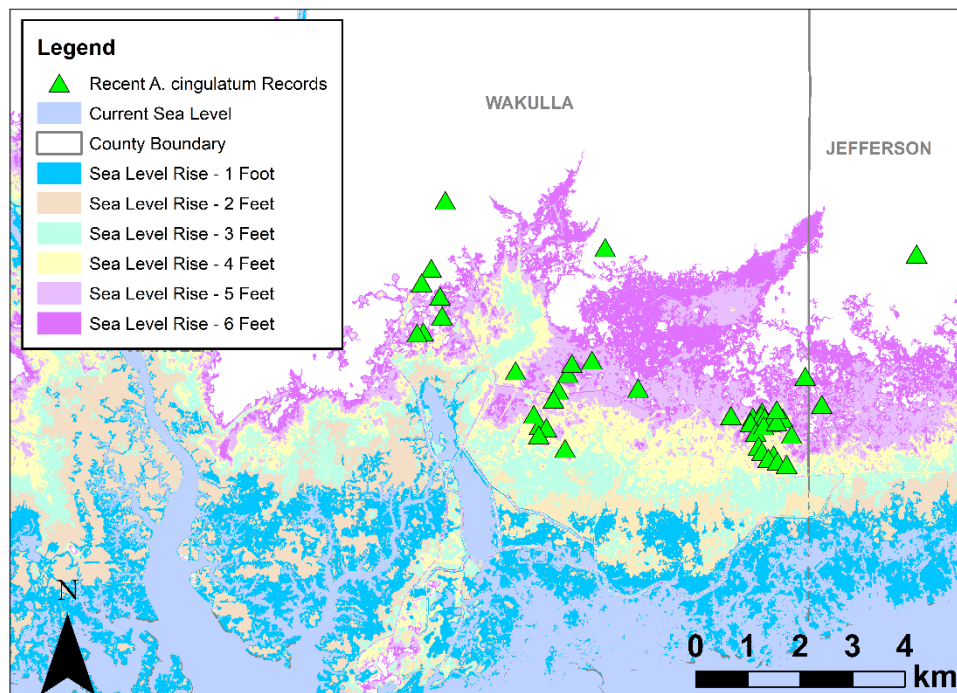 Legend
Recent A. cingulatum Records
Current Sea Level
County Boundary
Sea Level Rise - 1 Foot
Sea Level Rise - 2 Feet
Sea Level Rise - 3 Feet
Sea Level Rise - 4 Feet
Sea Level Rise - 5 Feet
Sea Level Rise - 6 Feet
WAKULLA
JEFFERSON
N
0 1 2 3 4
km